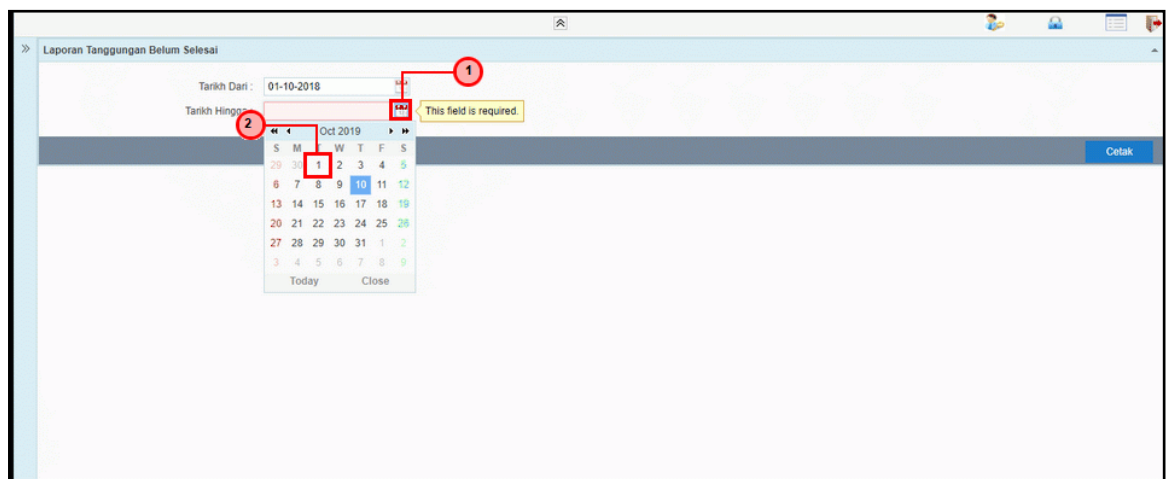 Laporan Tanggungan Belum Selesai
1
Tarikh Dari : 01-10-2018
Tarikh Hingga This field is required.
2
Oct 2019
S M T W T F S
29 30 1 2 3 4 5
6 7 8 9 10 11 12
13 14 15 16 17 18 19
20 21 22 23 24 25 26
27 28 29 30 31 1 2
3 4 5 6 7 8 9
Today Close
Cetak